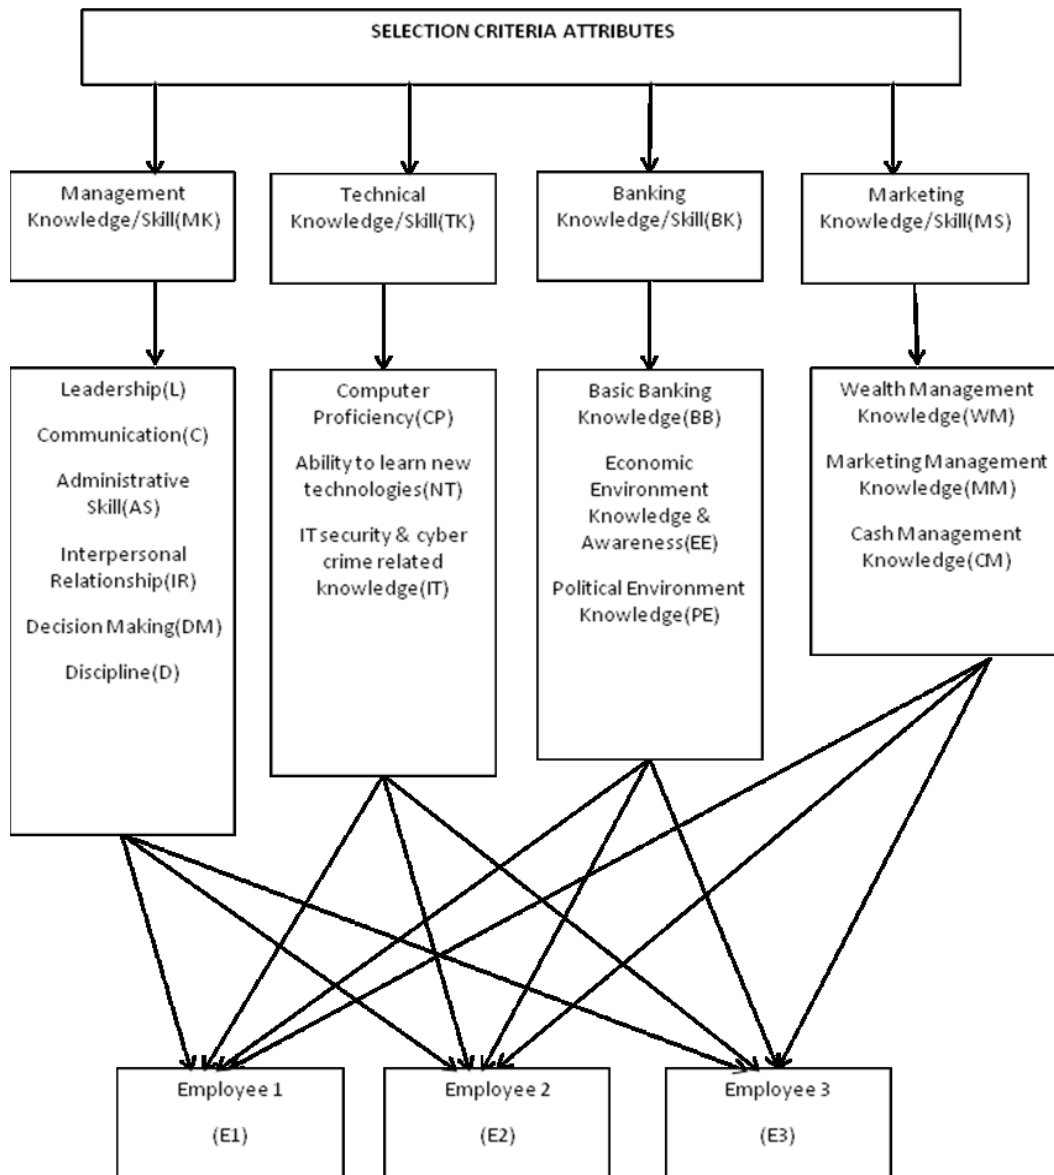 SELECTION CRITERIA ATTRIBUTES
Management
Knowledge/Skill(MK)
Technical
Knowledge/Skill(TK)
Banking
Knowledge/Skill(BK)
Marketing
Knowledge/Skill(MS)
Leadership(L)
Communication(C)
Administrative
Skill(AS)
Interpersonal
Relationship(IR)
Decision Making(DM)
Discipline(D)
Computer
Proficiency(CP)
Ability to learn new
technologies(NT)
IT security & cyber
crime related
knowledge(IT)
Basic Banking
Knowledge(BB)
Economic
Environment
Knowledge &
Awareness(EE)
Political Environment
Knowledge(PE)
Wealth Management
Knowledge(WM)
Marketing Management
Knowledge(MM)
Cash Management
Knowledge(CM)
Employee 1
(E1)
Employee 2
(E2)
Employee 3
(E3)